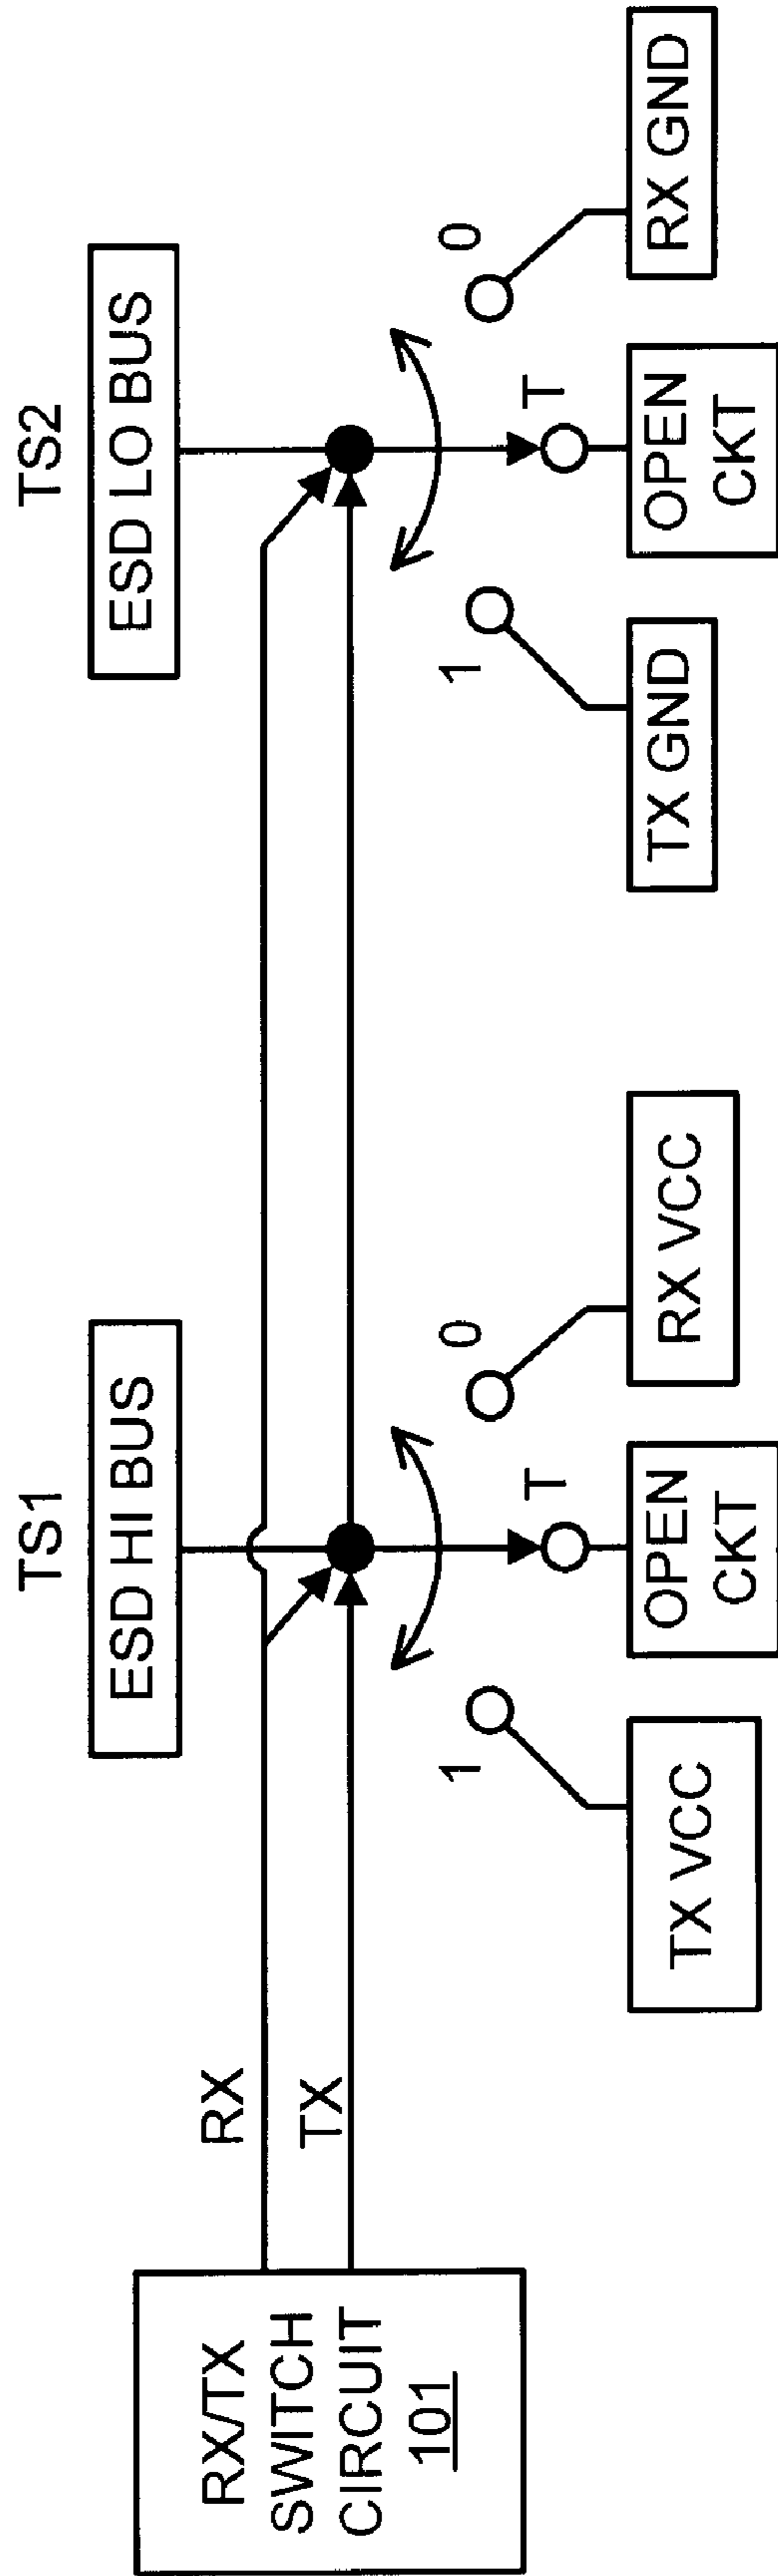 TS1
TS2
ESD HI BUS
ESD LO BUS
RX/TX
SWITCH
CIRCUIT
101
RX
TX
1
T
0
1
T
0
TX VCC
OPEN
CKT
RX VCC
TX GND
OPEN
CKT
RX GND